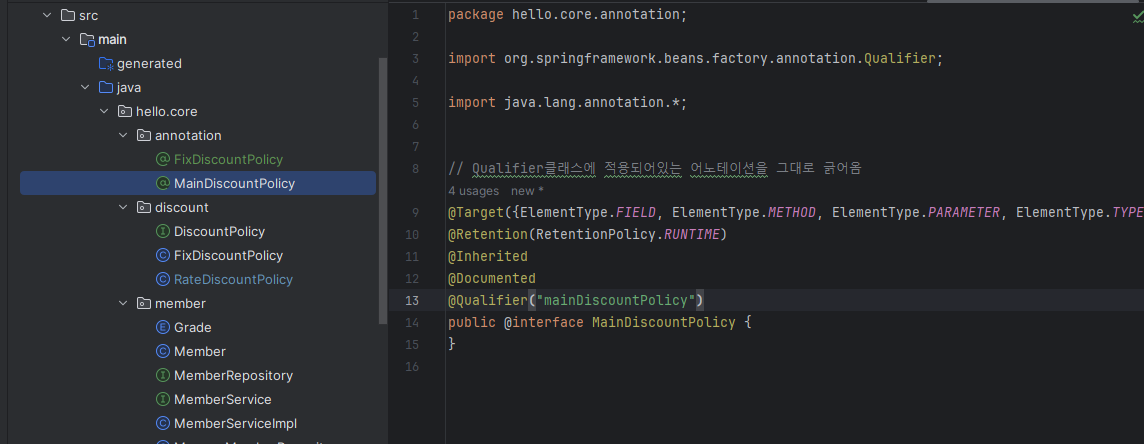 src
main
generated
java
hello.core
annotation
FixDiscountPolicy
MainDiscountPolicy
discount
DiscountPolicy
FixDiscountPolicy
RateDiscountPolicy
member
Grade
Member
MemberRepository
MemberService
MemberServiceImpl
1 package hello.core.annotation;
2
3 import org.springframework.beans.factory.annotation.Qualifier;
4
5 import java.lang.annotation.*;
6
7
8 // Qualifier클래스에 적용되어있는 어노테이션을 그대로 긁어옴
4 usages new *
9 @Target({ElementType.FIELD, ElementType.METHOD, ElementType.PARAMETER, ElementType.TYPE
10 @Retention(RetentionPolicy.RUNTIME)
11 @Inherited
12 @Documented
13 @Qualifier("mainDiscountPolicy")
14 public @interface MainDiscountPolicy {
15 }
16